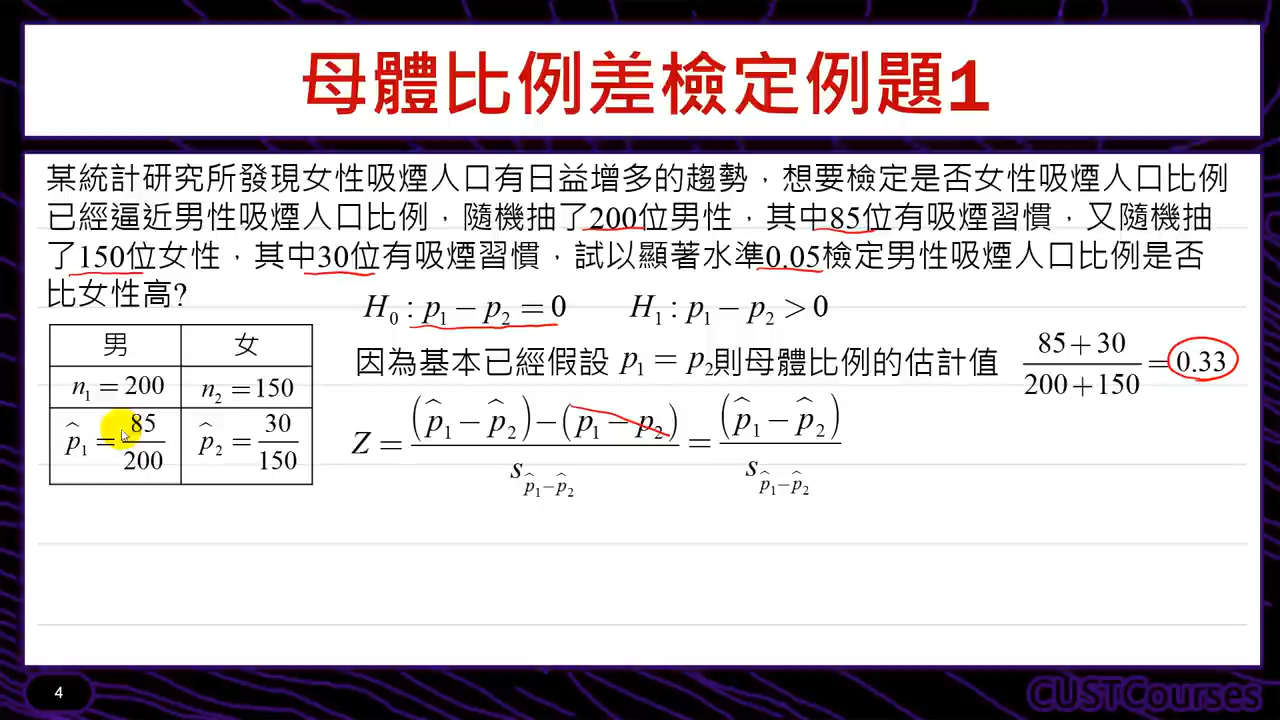 母體比例差檢定例題1
某統計研究所發現女性吸煙人口有日益增多的趨勢，想要檢定是否女性吸煙人口比例
已經逼近男性吸煙人口比例，隨機抽了200位男性，其中85位有吸煙習慣，又隨機抽
了150位女性，其中30位有吸煙習慣，試以顯著水準0.05檢定男性吸煙人口比例是否
比女性高?
H₀ : p₁ − p₂ = 0 H₁ : p₁ − p₂ > 0
男 女
n₁ = 200 n₂ = 150
p̂₁ = 85/200 p̂₂ = 30/150
因為基本已經假設 p₁ = p₂ 則母體比例的估計值 (85+30)/(200+150) = 0.33
Z = ((p̂₁ − p̂₂) − (p₁ − p₂))/s_{p̂₁−p̂₂} = (p̂₁ − p̂₂)/s_{p̂₁−p̂₂}
4
CUSTCourses